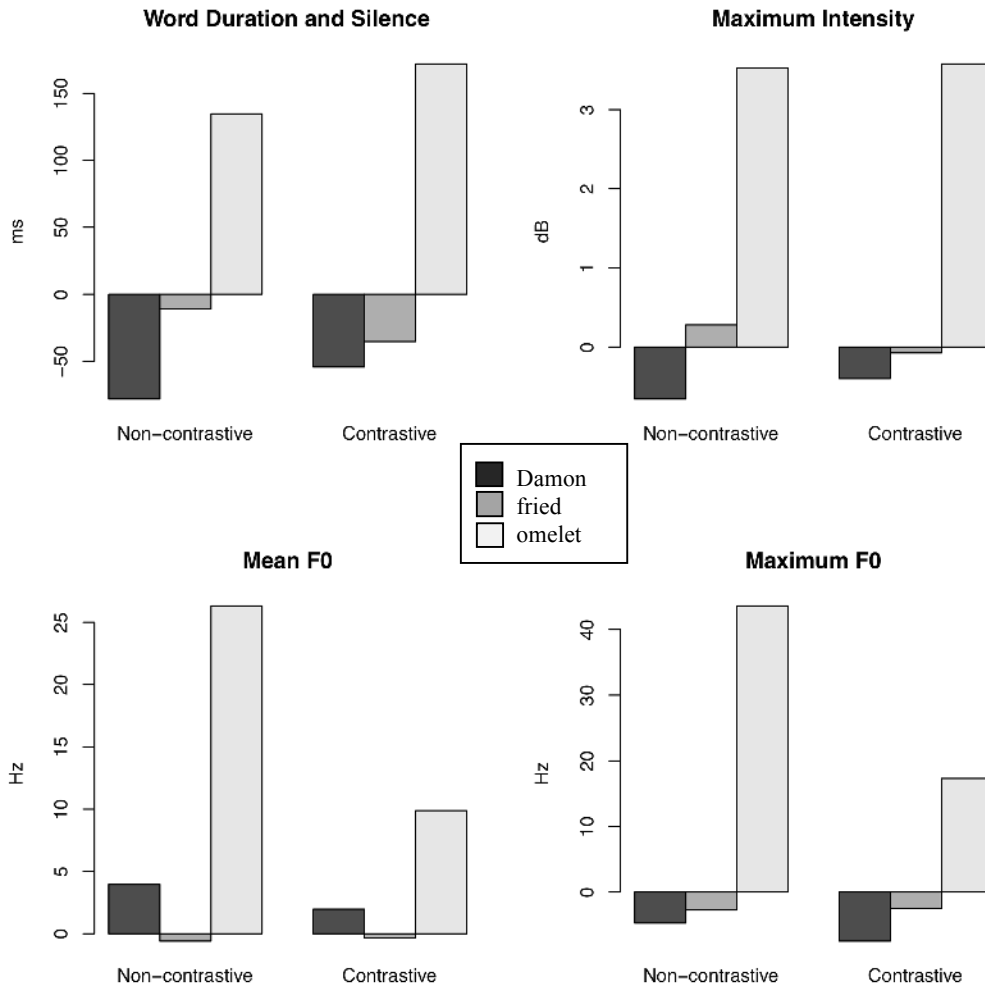 Word Duration and Silence
ms
150
100
50
0
−50
Non−contrastive
Contrastive
Maximum Intensity
dB
3
2
1
0
Non−contrastive
Contrastive
Damon
fried
omelet
Mean F0
Hz
25
20
15
10
5
0
Non−contrastive
Contrastive
Maximum F0
Hz
40
30
20
10
0
Non−contrastive
Contrastive